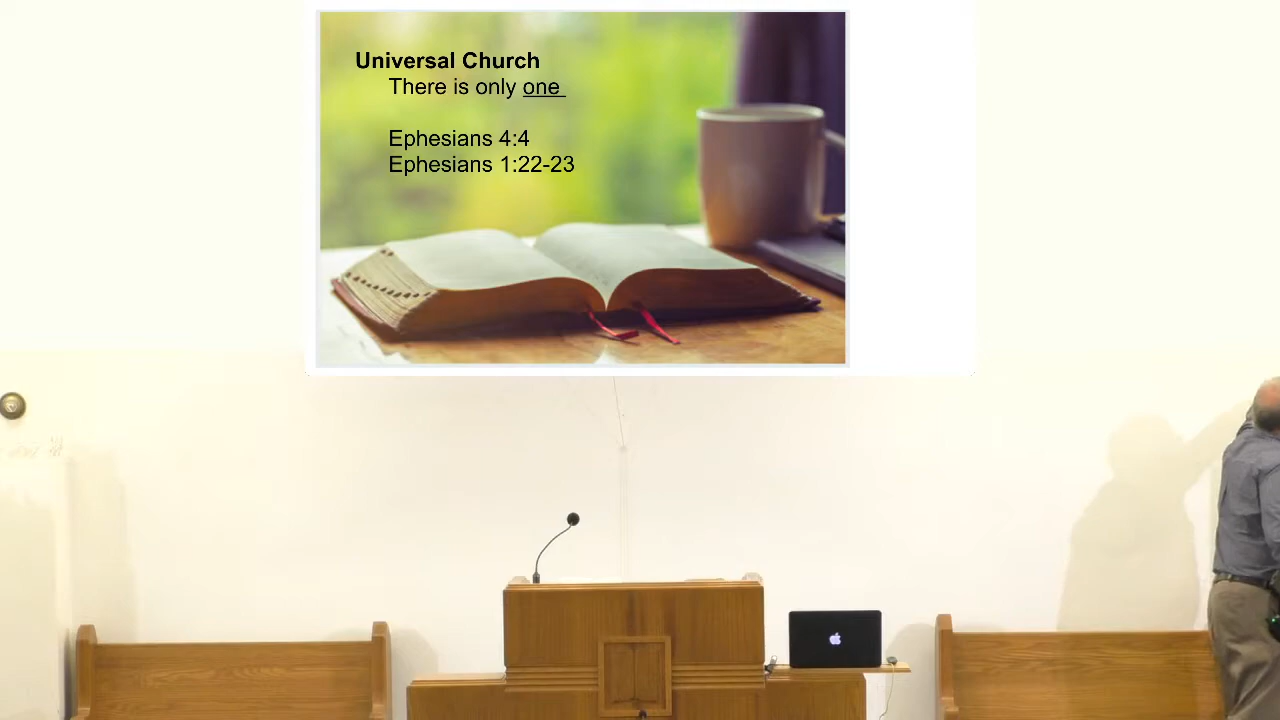 Universal Church
There is only one
Ephesians 4:4
Ephesians 1:22-23